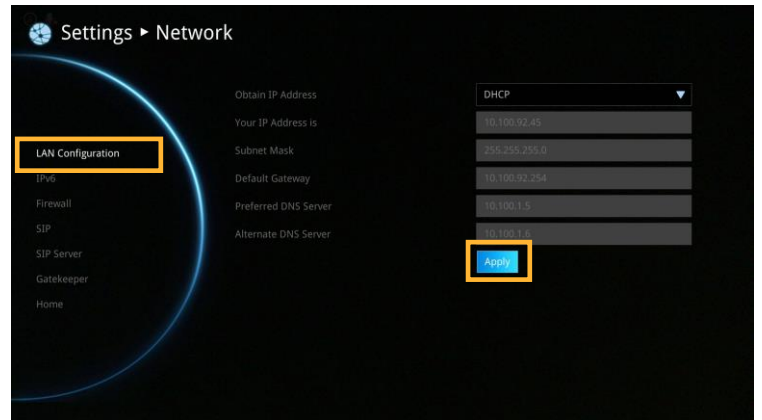 Settings ▸ Network
Obtain IP Address DHCP
Your IP Address is 10.100.92.45
LAN Configuration
Subnet Mask 255.255.255.0
IPv6
Default Gateway 10.100.92.254
Firewall
Preferred DNS Server 10.100.1.5
SIP
Alternate DNS Server 10.100.1.6
SIP Server
Apply
Gatekeeper
Home